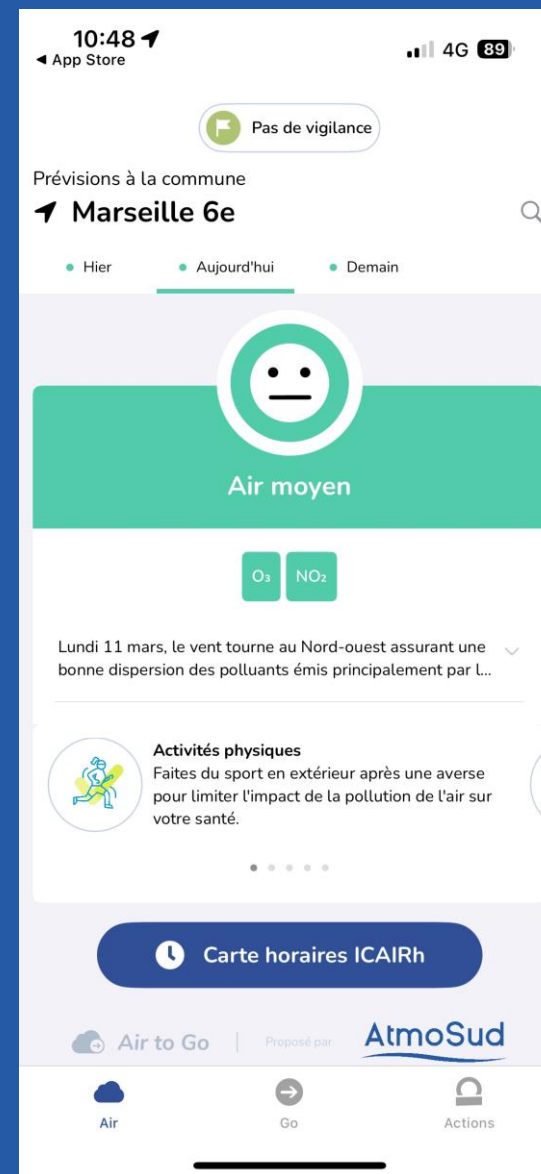 10:48
4G 89
◀ App Store
Pas de vigilance
Prévisions à la commune
Marseille 6e
Hier
Aujourd'hui
Demain
Air moyen
O₃ NO₂
Lundi 11 mars, le vent tourne au Nord-ouest assurant une
bonne dispersion des polluants émis principalement par l...
Activités physiques
Faites du sport en extérieur après une averse
pour limiter l'impact de la pollution de l'air sur
votre santé.
Carte horaires ICAIRh
Air to Go | Proposé par AtmoSud
Air
Go
Actions